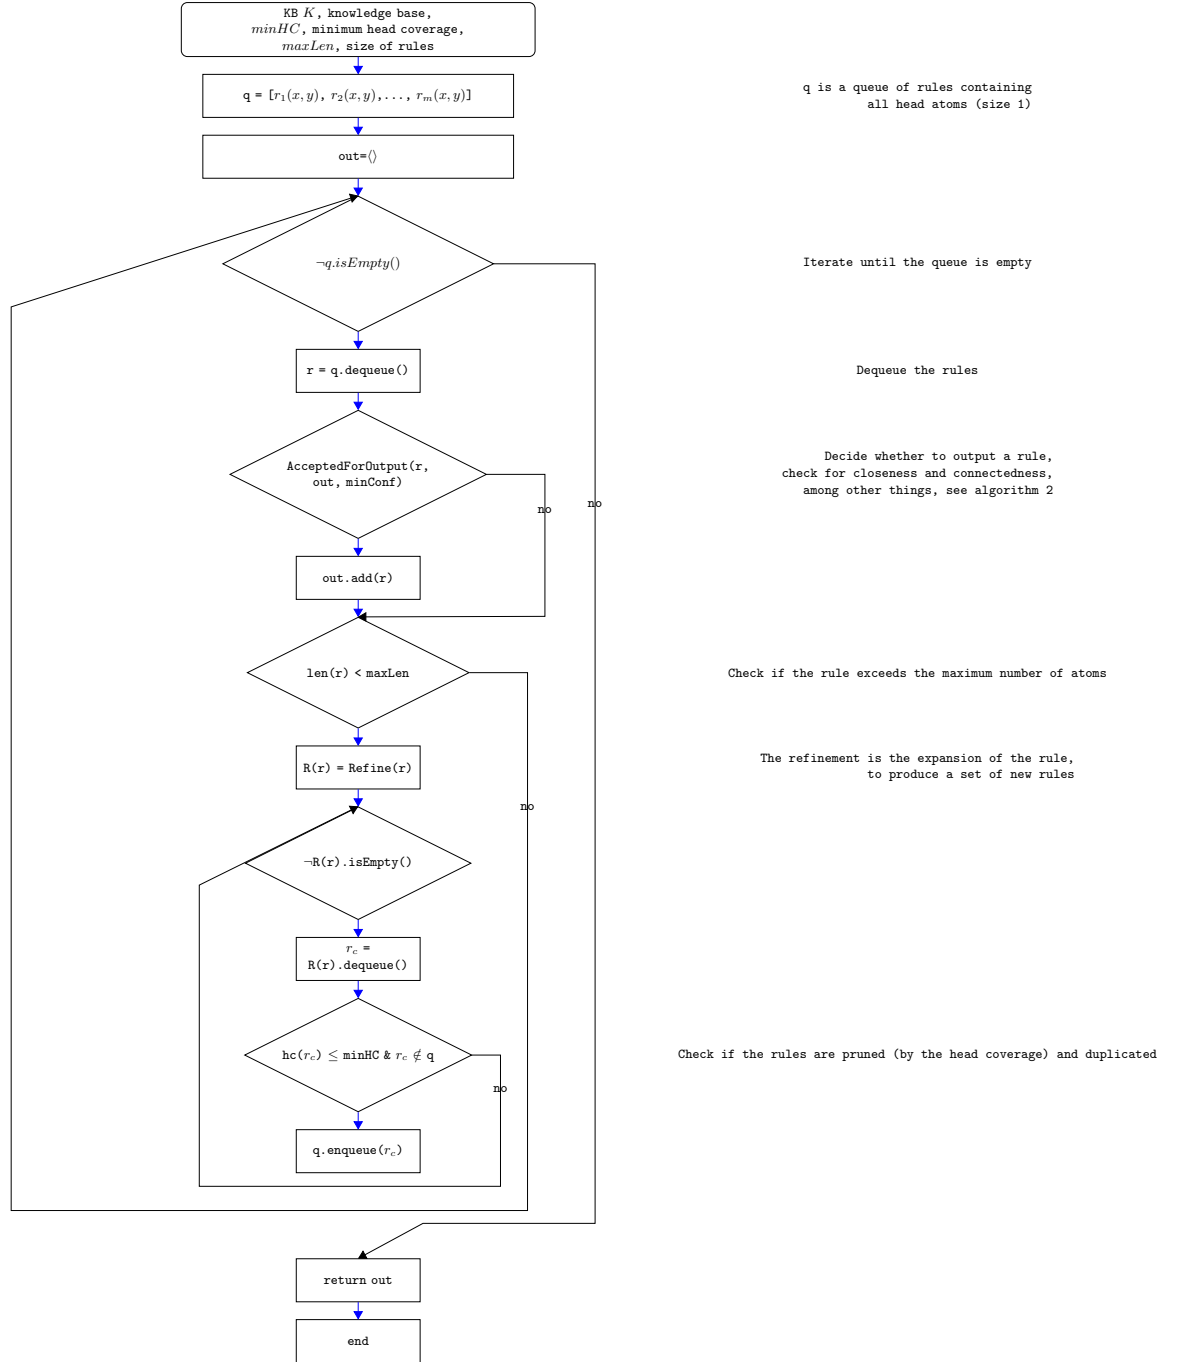 KB K, knowledge base,
minHC, minimum head coverage,
maxLen, size of rules
q = [r₁(x, y), r₂(x, y),..., rₘ(x, y)]
q is a queue of rules containing
all head atoms (size 1)
out=⟨⟩
¬q.isEmpty()
Iterate until the queue is empty
r = q.dequeue()
Dequeue the rules
AcceptedForOutput(r,
out, minConf)
Decide whether to output a rule,
check for closeness and connectedness,
among other things, see algorithm 2
no
no
out.add(r)
len(r) < maxLen
Check if the rule exceeds the maximum number of atoms
R(r) = Refine(r)
The refinement is the expansion of the rule,
to produce a set of new rules
no
¬R(r).isEmpty()
r_c =
R(r).dequeue()
hc(r_c) ≤ minHC & r_c ∉ q
Check if the rules are pruned (by the head coverage) and duplicated
no
q.enqueue(r_c)
return out
end